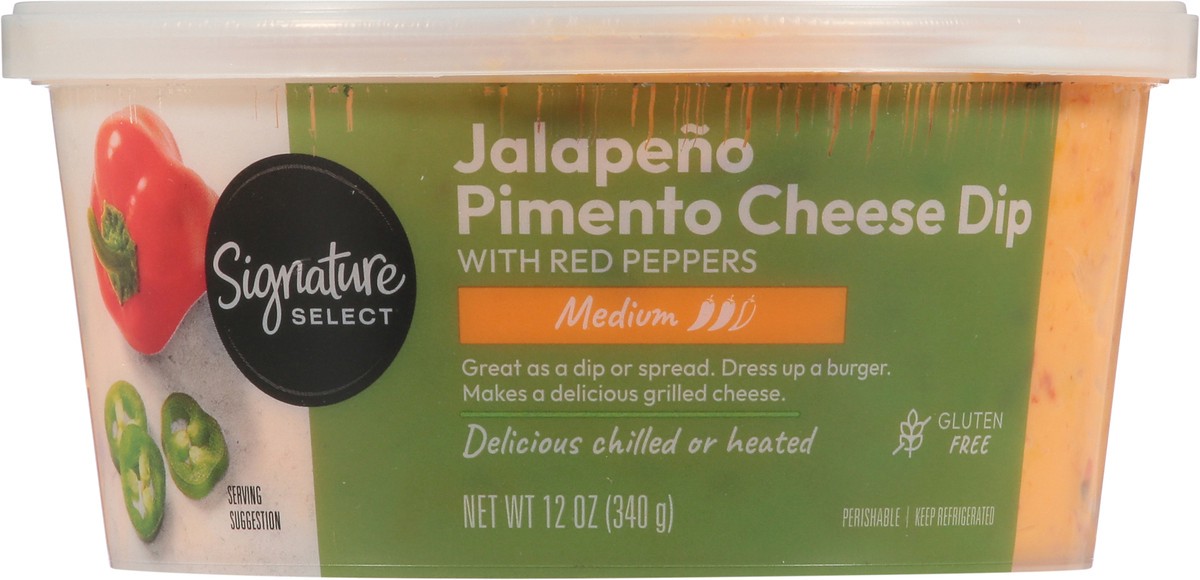 Signature
SELECT
Jalapeño
Pimento Cheese Dip
WITH RED PEPPERS
Medium
Great as a dip or spread. Dress up a burger.
Makes a delicious grilled cheese.
Delicious chilled or heated
GLUTEN
FREE
SERVING
SUGGESTION
NET WT 12 OZ (340 g)
PERISHABLE | KEEP REFRIGERATED